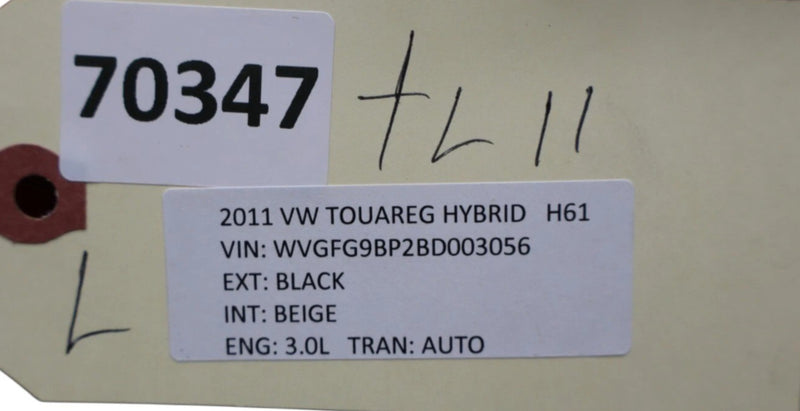 70347
+L 11
2011 VW TOUAREG HYBRID H61
VIN: WVGFG9BP2BD003056
EXT: BLACK
INT: BEIGE
ENG: 3.0L TRAN: AUTO
L